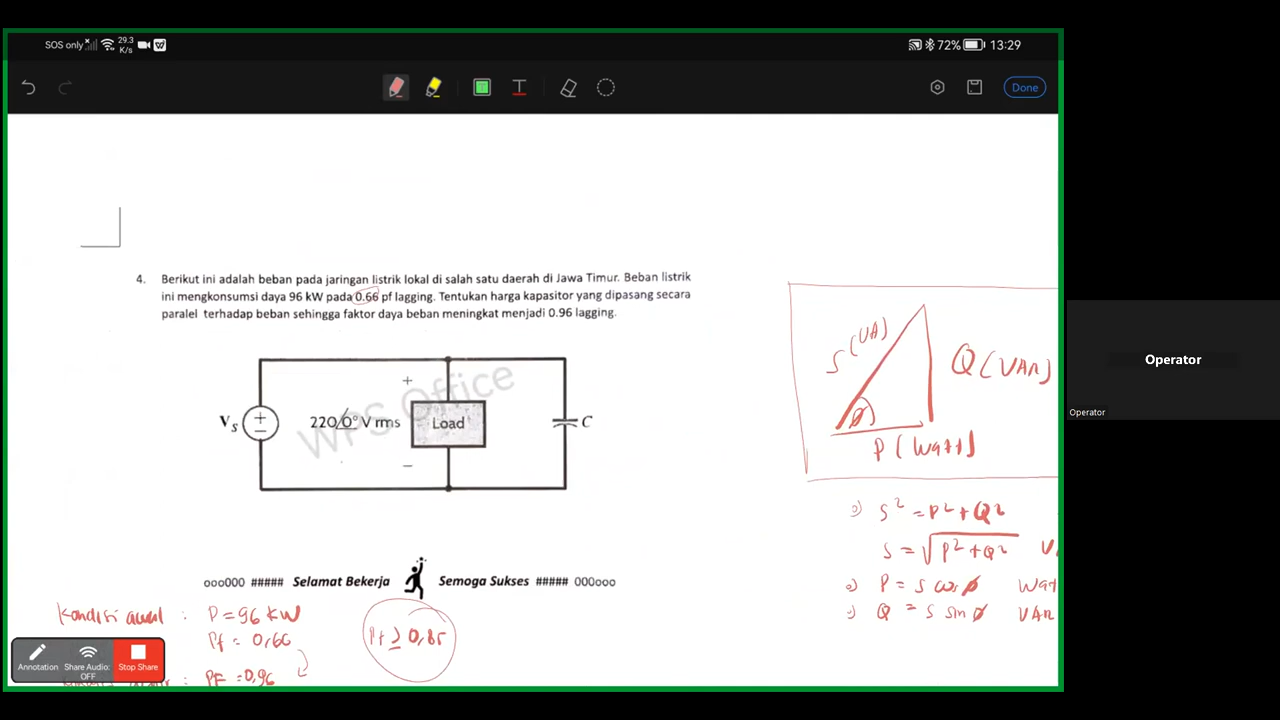 SOS only 29.3 K/s 72% 13:29
Done
4. Berikut ini adalah beban pada jaringan listrik lokal di salah satu daerah di Jawa Timur. Beban listrik
ini mengkonsumsi daya 96 kW pada 0.66 pf lagging. Tentukan harga kapasitor yang dipasang secara
paralel terhadap beban sehingga faktor daya beban meningkat menjadi 0.96 lagging.
WPS Office
+
Vs + − 220/0° V rms Load C
−
S (VA)
Q (VAR)
ø
P (Watt)
S² = P² + Q²
S = √P² + Q²
P = S cos ø Wat
Q = S sin ø VAR
ooo000 ##### Selamat Bekerja Semoga Sukses ##### 000ooo
Kondisi awal : P = 96 kW
Pf = 0,66
Pf ≥ 0,85
: PF = 0,96
Annotation
Share Audio: OFF
Stop Share
Operator
Operator